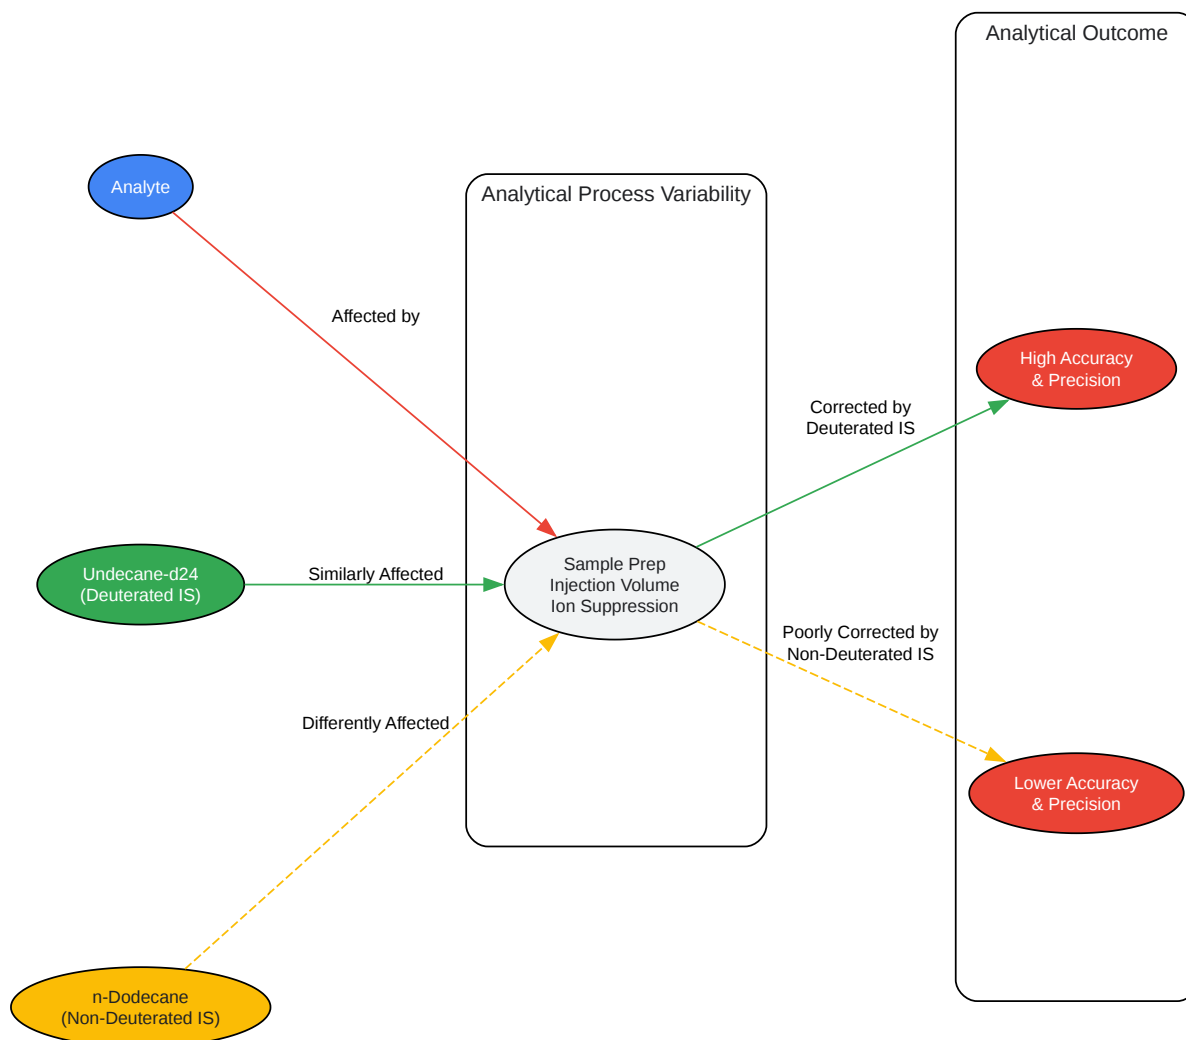 Analytical Outcome
Analyte
Analytical Process Variability
Affected by
High Accuracy
& Precision
Corrected by
Deuterated IS
Undecane-d24
(Deuterated IS)
Similarly Affected
Sample Prep
Injection Volume
Ion Suppression
Poorly Corrected by
Non-Deuterated IS
Differently Affected
Lower Accuracy
& Precision
n-Dodecane
(Non-Deuterated IS)